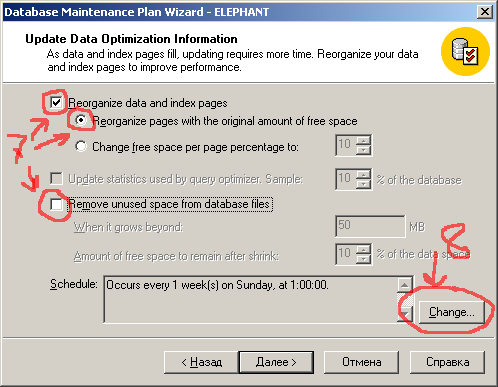 Database Maintenance Plan Wizard - ELEPHANT
Update Data Optimization Information
As data and index pages fill, updating requires more time. Reorganize your data
and index pages to improve performance.
Reorganize data and index pages
Reorganize pages with the original amount of free space
7
Change free space per page percentage to: 10 %
Update statistics used by query optimizer. Sample: 10 % of the database
Remove unused space from database files
When it grows beyond: 50 MB
8
Amount of free space to remain after shrink: 10 % of the data space
Schedule: Occurs every 1 week(s) on Sunday, at 1:00:00.
Change...
< Назад Далее > Отмена Справка